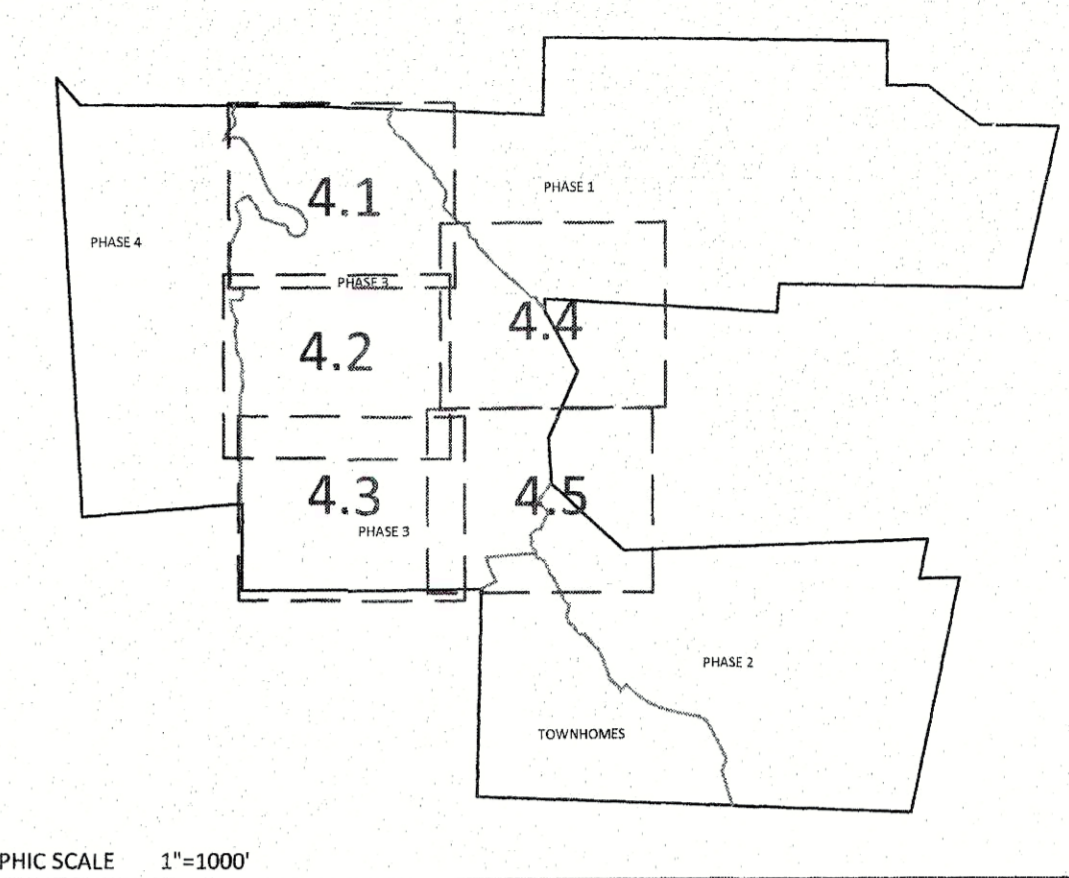 PHASE 1
4.1
PHASE 4
PHASE 3
4.4
4.2
4.3
4.5
PHASE 3
PHASE 2
TOWNHOMES
PHIC SCALE 1"=1000'